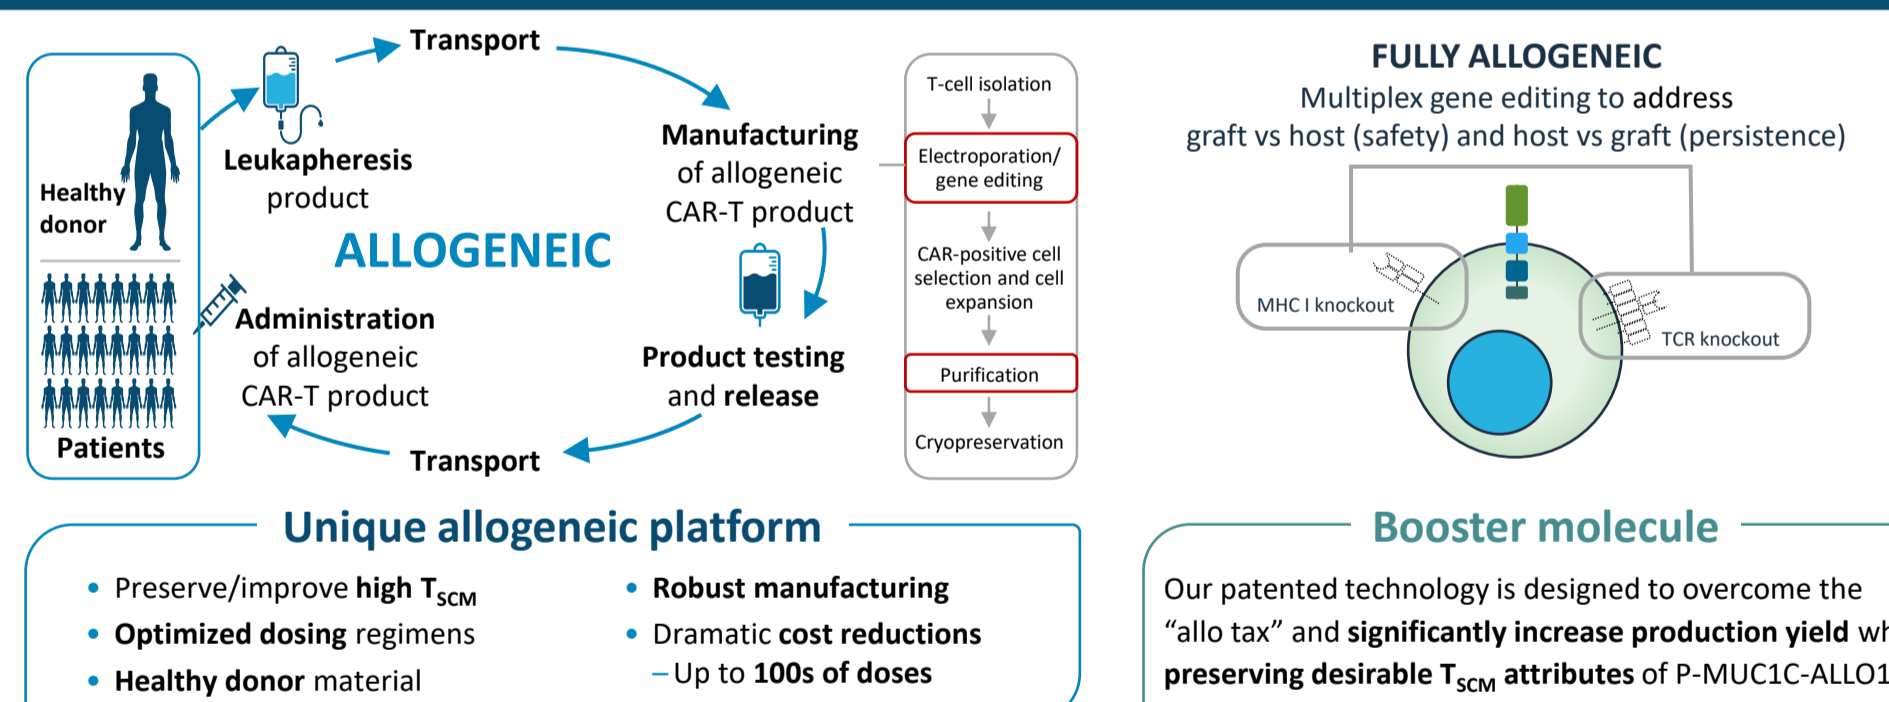 Transport
Healthy
donor
Leukapheresis
product
Manufacturing
of allogeneic
CAR-T product
ALLOGENEIC
Administration
of allogeneic
CAR-T product
Product testing
and release
Patients
Transport
T-cell isolation
Electroporation/
gene editing
CAR-positive cell
selection and cell
expansion
Purification
Cryopreservation
FULLY ALLOGENEIC
Multiplex gene editing to address
graft vs host (safety) and host vs graft (persistence)
MHC I knockout
TCR knockout
Unique allogeneic platform
• Preserve/improve high TSCM
• Optimized dosing regimens
• Healthy donor material
• Robust manufacturing
• Dramatic cost reductions
– Up to 100s of doses
Booster molecule
Our patented technology is designed to overcome the
“allo tax” and significantly increase production yield
preserving desirable TSCM attributes of P-MUC1C-ALLO1